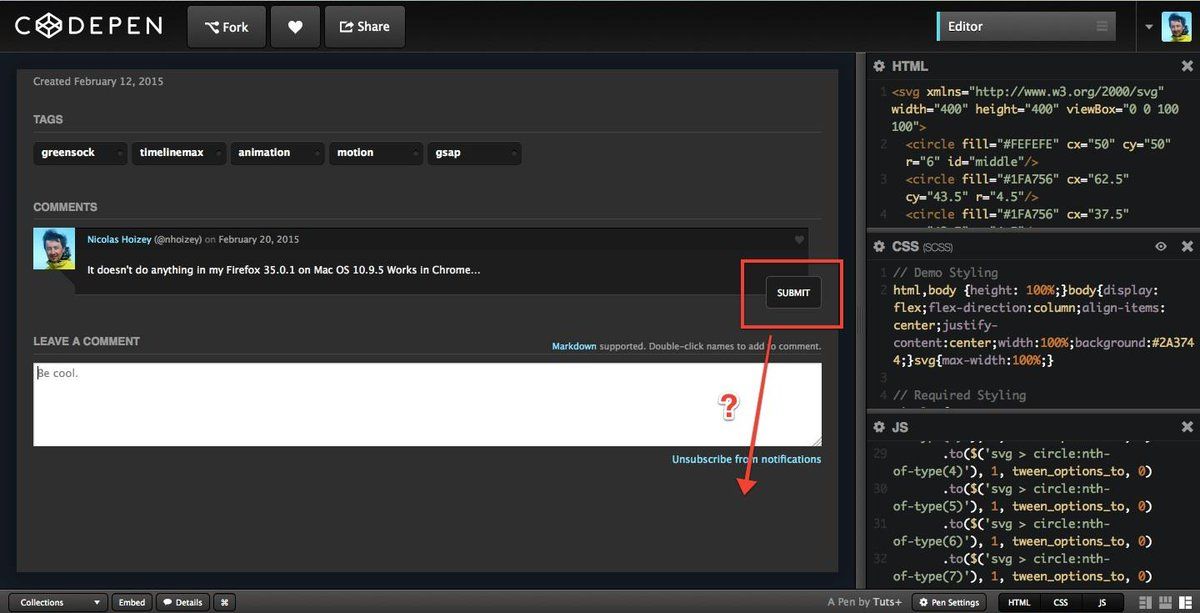 CODEPEN
Fork
Share
Editor
Created February 12, 2015
TAGS
greensock
timelinemax
animation
motion
gsap
COMMENTS
Nicolas Hoizey (@nhoizey) on February 20, 2015
It doesn't do anything in my Firefox 35.0.1 on Mac OS 10.9.5 Works in Chrome...
SUBMIT
LEAVE A COMMENT
Markdown supported. Double-click names to add to comment.
Be cool.
?
Unsubscribe from notifications
HTML
1 <svg xmlns="http://www.w3.org/2000/svg"
width="400" height="400" viewBox="0 0 100
100">
2 <circle fill="#FEFEFE" cx="50" cy="50"
r="6" id="middle"/>
3 <circle fill="#1FA756" cx="62.5"
cy="43.5" r="4.5"/>
4 <circle fill="#1FA756" cx="37.5"
CSS (SCSS)
1 // Demo Styling
2 html,body {height: 100%;}body{display:
flex;flex-direction:column;align-items:
center;justify-
content:center;width:100%;background:#2A374
4;}svg{max-width:100%;}
3
4 // Required Styling
JS
29 .to($('svg > circle:nth-
of-type(4)'), 1, tween_options_to, 0)
30 .to($('svg > circle:nth-
of-type(5)'), 1, tween_options_to, 0)
31 .to($('svg > circle:nth-
of-type(6)'), 1, tween_options_to, 0)
32 .to($('svg > circle:nth-
of-type(7)'), 1, tween_options_to, 0)
Collections
Embed
Details
⌘
A Pen by Tuts+
Pen Settings
HTML
CSS
JS